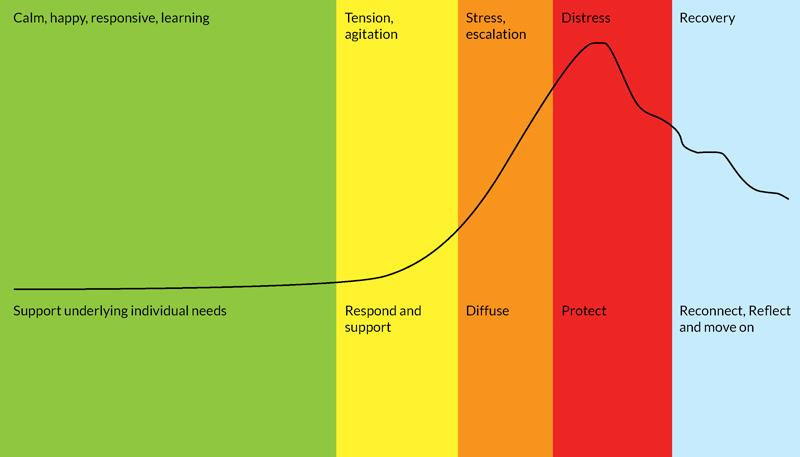 Calm, happy, responsive, learning
Tension,
agitation
Stress,
escalation
Distress
Recovery
Support underlying individual needs
Respond and
support
Diffuse
Protect
Reconnect, Reflect
and move on